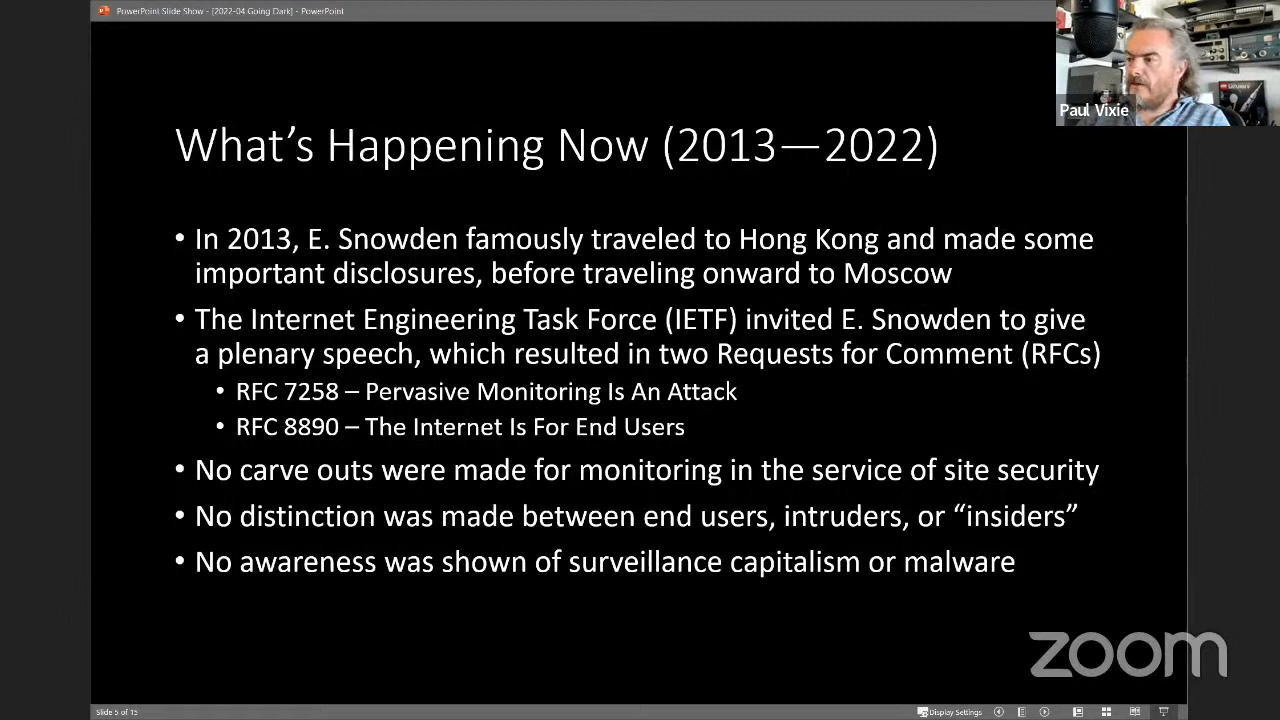 PowerPoint Slide Show - [2022-04 Going Dark] - PowerPoint
Paul Vixie
What's Happening Now (2013—2022)
• In 2013, E. Snowden famously traveled to Hong Kong and made some
important disclosures, before traveling onward to Moscow
• The Internet Engineering Task Force (IETF) invited E. Snowden to give
a plenary speech, which resulted in two Requests for Comment (RFCs)
• RFC 7258 – Pervasive Monitoring Is An Attack
• RFC 8890 – The Internet Is For End Users
• No carve outs were made for monitoring in the service of site security
• No distinction was made between end users, intruders, or “insiders”
• No awareness was shown of surveillance capitalism or malware
zoom
Slide 5 of 15
Display Settings